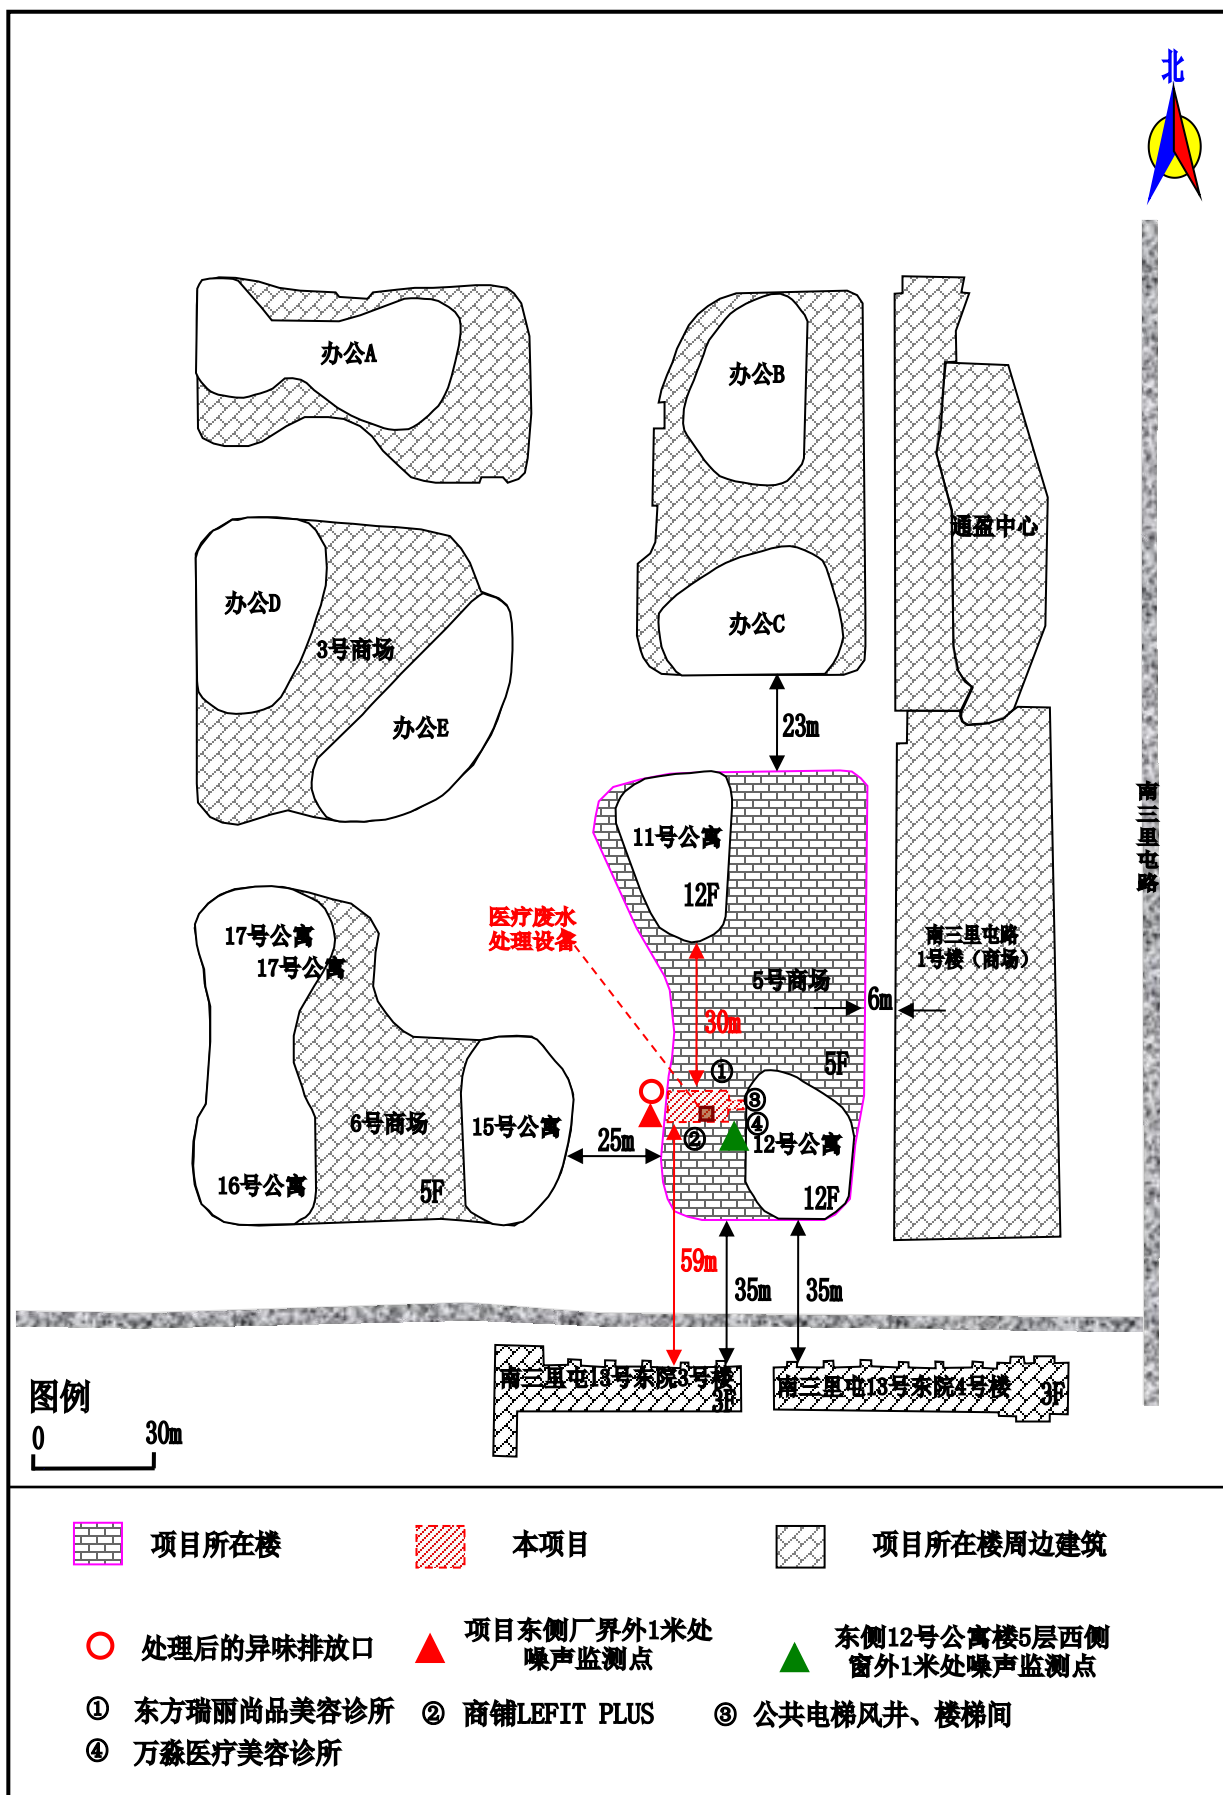 北
办公A
办公B
通盈中心
办公D
办公C
3号商场
办公E
23m
南三里屯路
11号公寓
12F
医疗废水
处理设备
17号公寓
17号公寓
南三里屯路
1号楼（商场）
5号商场
6m
30m
5F
①
③
④
6号商场
15号公寓
25m
②
12号公寓
16号公寓
5F
12F
59m
35m
35m
南三里屯13号东院3号楼
3F
南三里屯13号东院4号楼
3F
图例
0
30m
项目所在楼
本项目
项目所在楼周边建筑
处理后的异味排放口
项目东侧厂界外1米处
噪声监测点
东侧12号公寓楼5层西侧
窗外1米处噪声监测点
① 东方瑞丽尚品美容诊所
② 商铺LEFIT PLUS
③ 公共电梯风井、楼梯间
④ 万淼医疗美容诊所